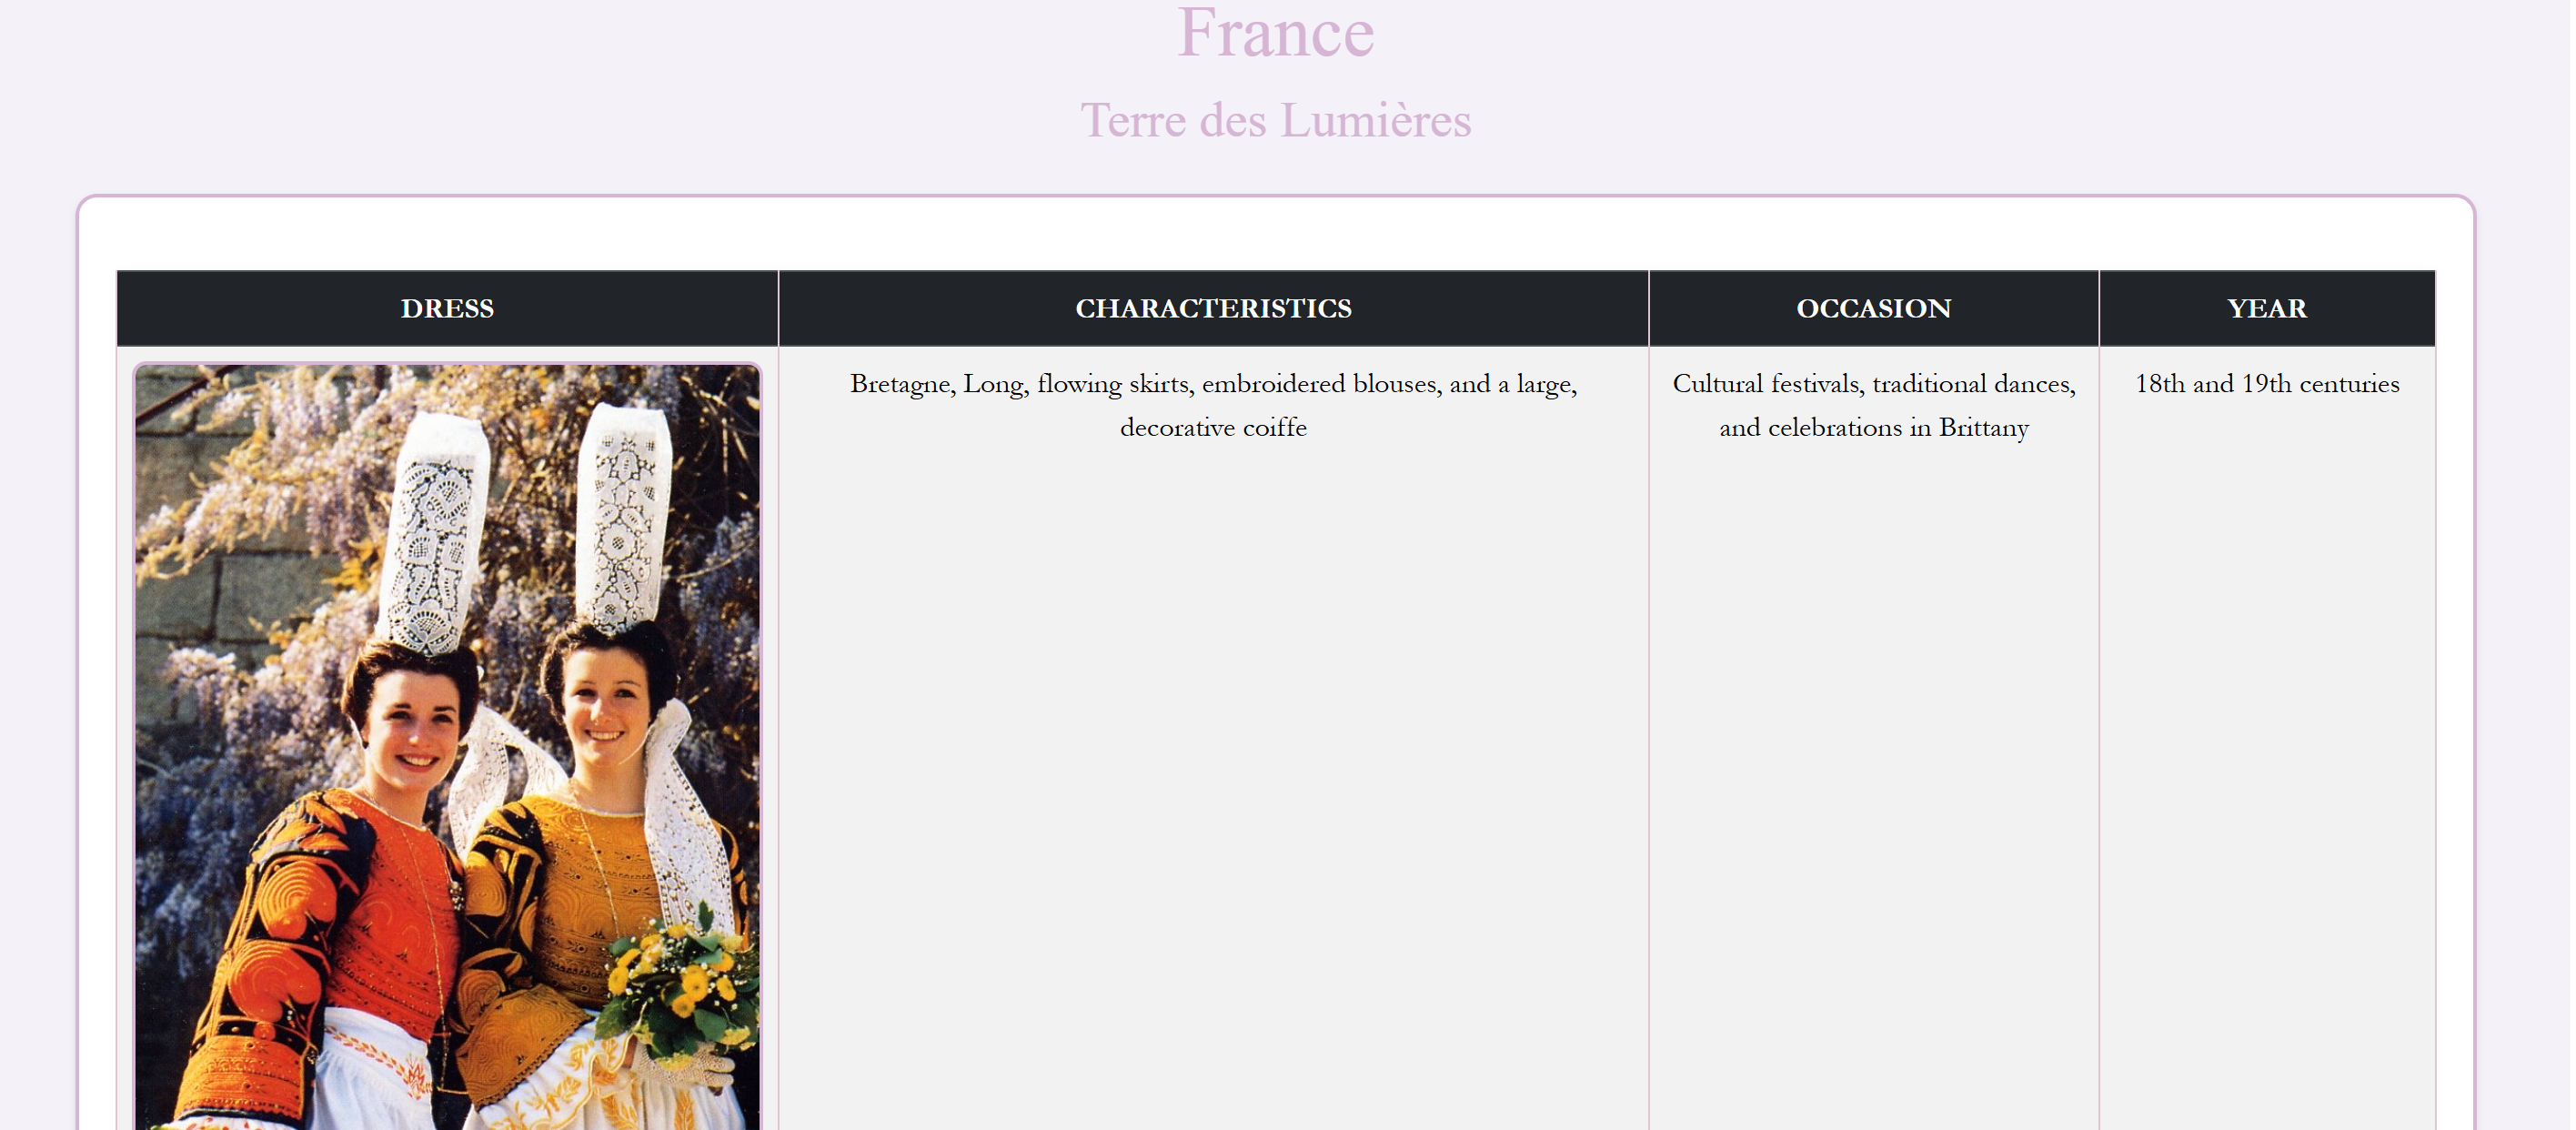 France
Terre des Lumières
DRESS
CHARACTERISTICS
OCCASION
YEAR
Bretagne, Long, flowing skirts, embroidered blouses, and a large,
decorative coiffe
Cultural festivals, traditional dances,
and celebrations in Brittany
18th and 19th centuries